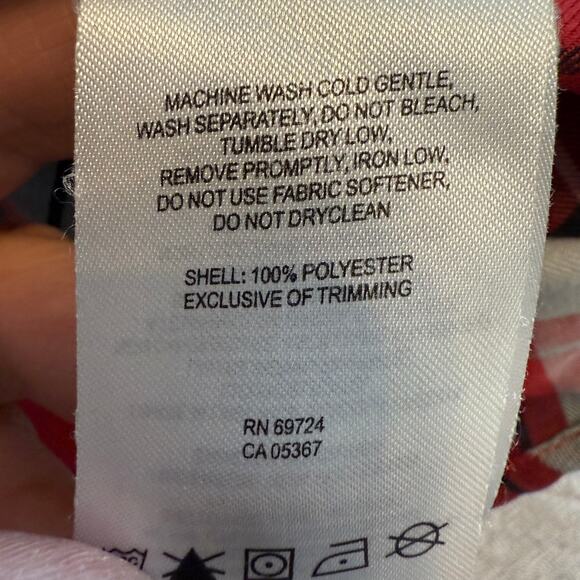 MACHINE WASH COLD GENTLE,
WASH SEPARATELY, DO NOT BLEACH,
TUMBLE DRY LOW,
REMOVE PROMPTLY, IRON LOW,
DO NOT USE FABRIC SOFTENER,
DO NOT DRYCLEAN
SHELL: 100% POLYESTER
EXCLUSIVE OF TRIMMING
RN 69724
CA 05367